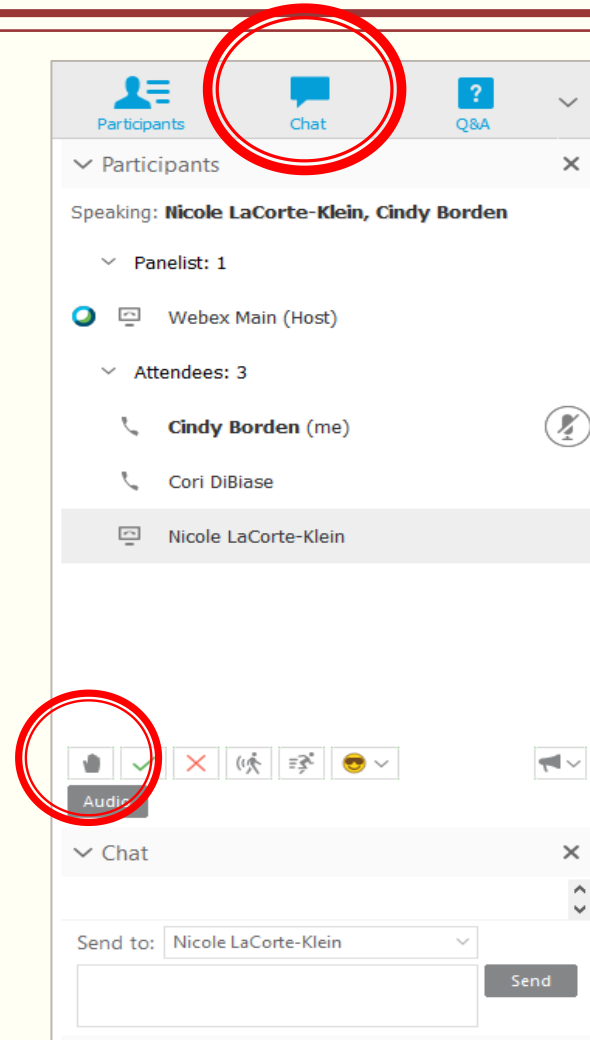 Participants Chat ? Q&A
Participants
Speaking: Nicole LaCorte-Klein, Cindy Borden
Panelist: 1
Webex Main (Host)
Attendees: 3
Cindy Borden (me)
Cori DiBiase
Nicole LaCorte-Klein
Audio
Chat
Send to: Nicole LaCorte-Klein
Send